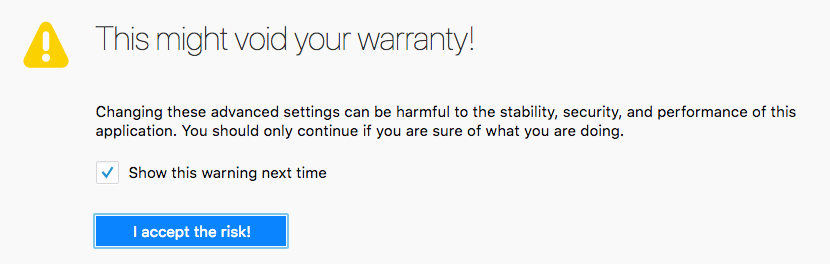 This might void your warranty!
Changing these advanced settings can be harmful to the stability, security, and performance of this
application. You should only continue if you are sure of what you are doing.
Show this warning next time
I accept the risk!